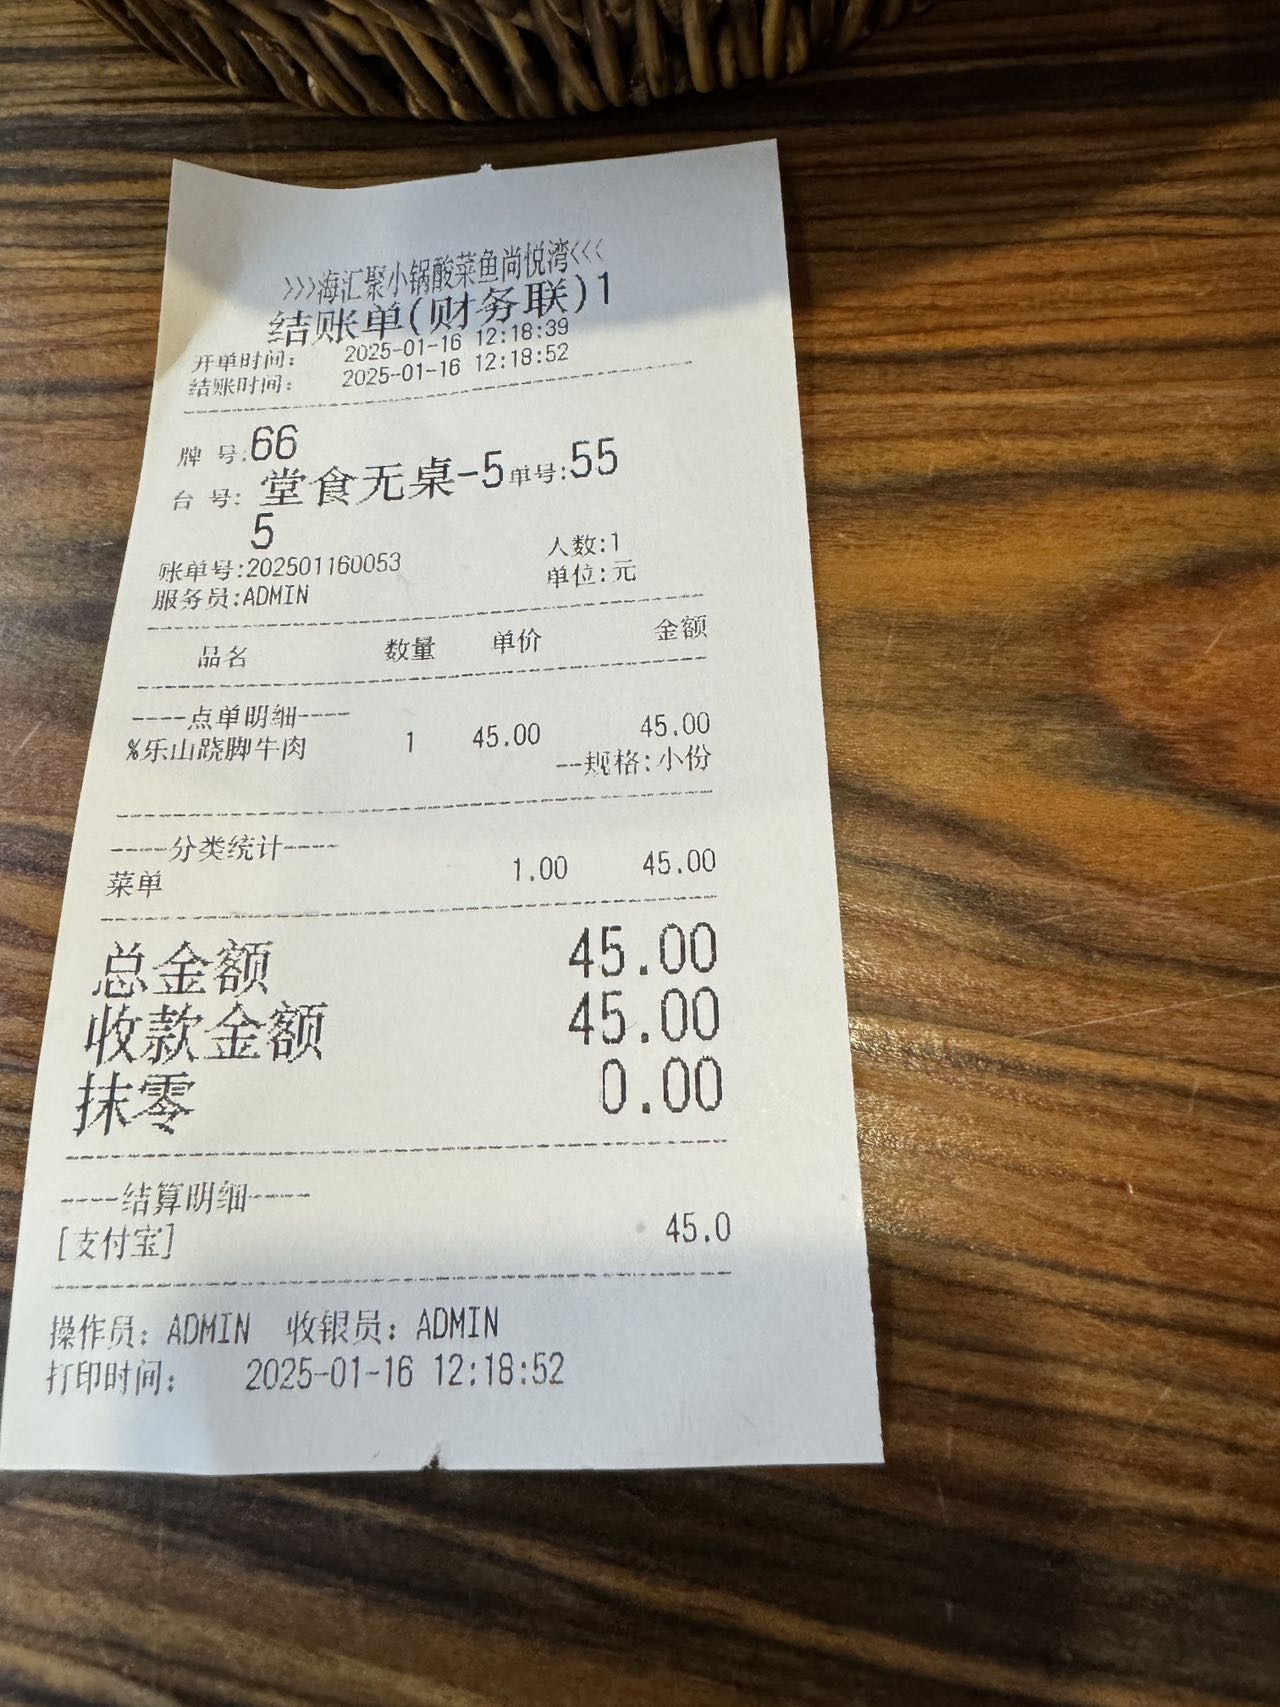 >>>海汇聚小锅酸菜鱼尚悦湾<<<
结账单(财务联)1
开单时间: 2025-01-16 12:18:39
结账时间: 2025-01-16 12:18:52
牌 号:66
台 号: 堂食无桌-5 单号:55
5
账单号:202501160053 人数:1
服务员:ADMIN 单位:元
品名 数量 单价 金额
----点单明细----
%乐山跷脚牛肉 1 45.00 45.00
--规格:小份
----分类统计----
菜单 1.00 45.00
总金额 45.00
收款金额 45.00
抹零 0.00
----结算明细----
[支付宝] 45.0
操作员: ADMIN 收银员: ADMIN
打印时间: 2025-01-16 12:18:52